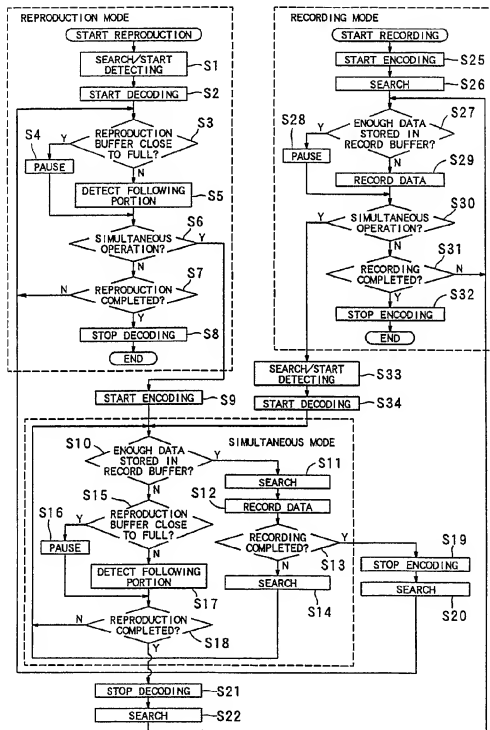 REPRODUCTION MODE
START REPRODUCTION
SEARCH/START
DETECTING
S1
START DECODING
S2
S3
S4
Y
REPRODUCTION
BUFFER CLOSE
TO FULL?
PAUSE
N
DETECT FOLLOWING
PORTION
S5
S6
SIMULTANEOUS
OPERATION?
Y
N
S7
N
REPRODUCTION
COMPLETED?
Y
STOP DECODING
S8
END
START ENCODING
S9
RECORDING MODE
START RECORDING
START ENCODING
S25
SEARCH
S26
S27
S28
Y
ENOUGH DATA
STORED IN
RECORD BUFFER?
PAUSE
N
S29
RECORD DATA
S30
Y
SIMULTANEOUS
OPERATION?
N
S31
RECORDING
COMPLETED?
N
Y
S32
STOP ENCODING
END
SEARCH/START
DETECTING
S33
START DECODING
S34
SIMULTANEOUS MODE
S10
ENOUGH DATA
STORED IN
RECORD BUFFER?
Y
N
S11
SEARCH
S12
RECORD DATA
RECORDING
COMPLETED?
Y
S13
N
SEARCH
S14
S15
S16
Y
REPRODUCTION
BUFFER CLOSE
TO FULL?
PAUSE
N
DETECT FOLLOWING
PORTION
S17
N
REPRODUCTION
COMPLETED?
S18
Y
S19
STOP ENCODING
SEARCH
S20
STOP DECODING
S21
SEARCH
S22